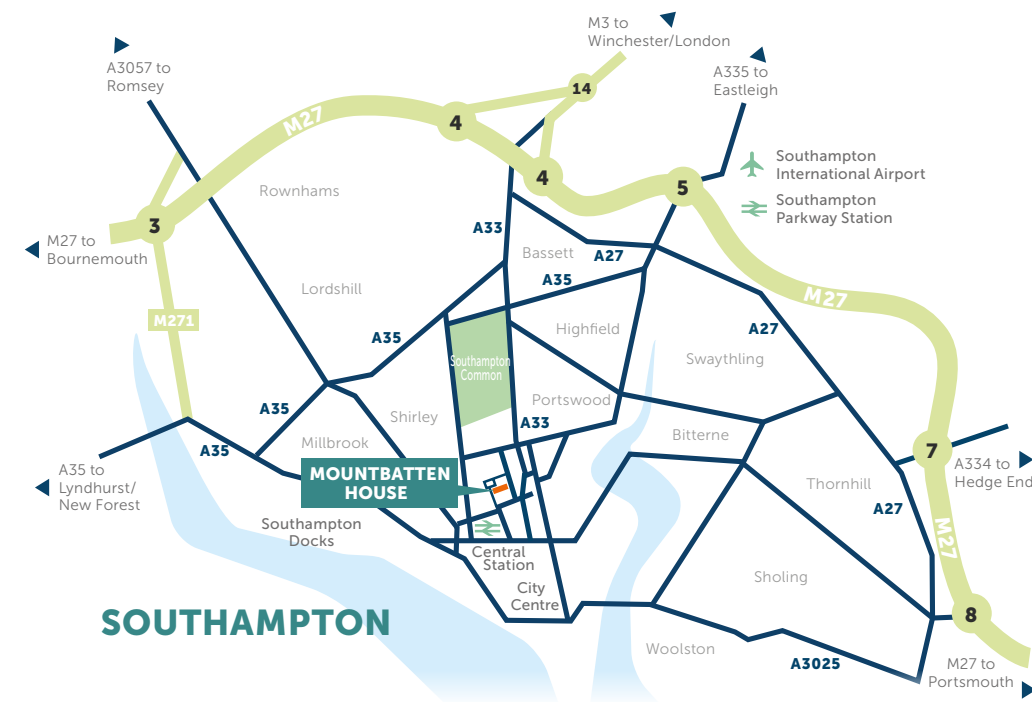 M3 to
Winchester/London
A3057 to
Romsey
A335 to
Eastleigh
14
M27
4
4
5
Southampton
International Airport
Southampton
Parkway Station
Rownhams
3
M27 to
Bournemouth
A33
Bassett
A27
A35
Lordshill
M27
M271
A35
Highfield
A27
Southampton
Common
Swaythling
Portswood
A35
Shirley
A33
A35
Millbrook
Bitterne
7
A35 to
Lyndhurst/
New Forest
MOUNTBATTEN
HOUSE
A334 to
Hedge End
Thornhill
A27
Southampton
Docks
M27
Central
Station
City
Centre
Sholing
SOUTHAMPTON
8
Woolston
A3025
M27 to
Portsmouth